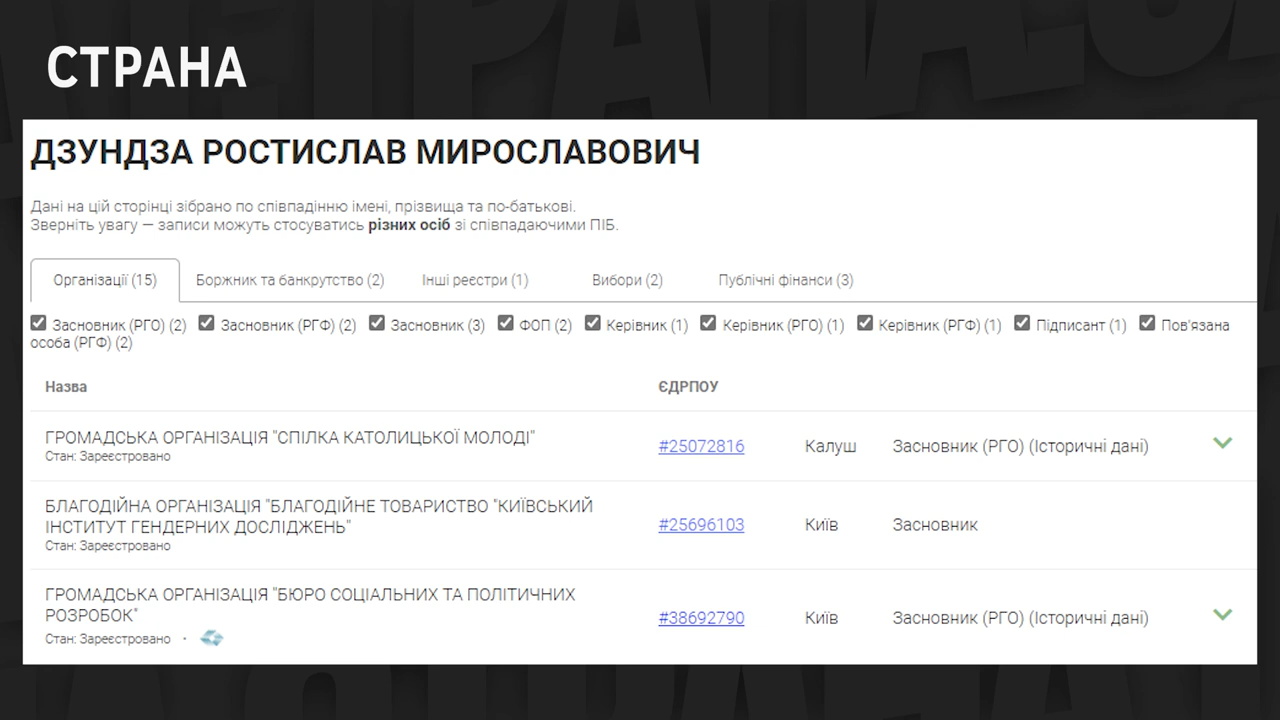 СТРАНА
ДЗУНДЗА РОСТИСЛАВ МИРОСЛАВОВИЧ
Дані на цій сторінці зібрано по співпадінню імені, прізвища та по-батькові.
Зверніть увагу — записи можуть стосуватись різних осіб зі співпадаючими ПІБ.
Організації (15) Боржник та банкрутство (2) Інші реєстри (1) Вибори (2) Публічні фінанси (3)
Засновник (РГО) (2) Засновник (РГФ) (2) Засновник (3) ФОП (2) Керівник (1) Керівник (РГО) (1) Керівник (РГФ) (1) Підписант (1) Пов'язана
особа (РГФ) (2)
Назва ЄДРПОУ
ГРОМАДСЬКА ОРГАНІЗАЦІЯ "СПІЛКА КАТОЛИЦЬКОЇ МОЛОДІ"
Стан: Зареєстровано
#25072816 Калуш Засновник (РГО) (Історичні дані)
БЛАГОДІЙНА ОРГАНІЗАЦІЯ "БЛАГОДІЙНЕ ТОВАРИСТВО "КИЇВСЬКИЙ
ІНСТИТУТ ГЕНДЕРНИХ ДОСЛІДЖЕНЬ"
Стан: Зареєстровано
#25696103 Київ Засновник
ГРОМАДСЬКА ОРГАНІЗАЦІЯ "БЮРО СОЦІАЛЬНИХ ТА ПОЛІТИЧНИХ
РОЗРОБОК"
Стан: Зареєстровано ·
#38692790 Київ Засновник (РГО) (Історичні дані)